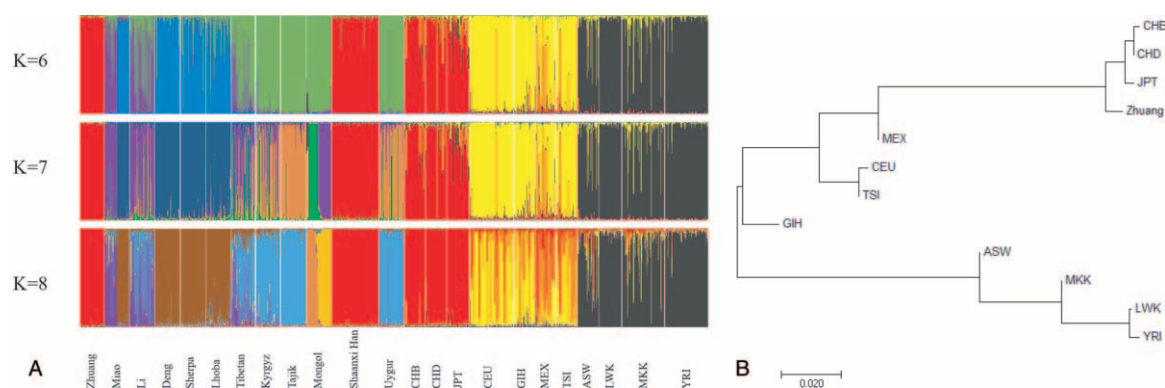 K=6
K=7
K=8
A
Zhuang
Miao
Li
Deng
Sherpa
Lhoba
Tibetan
Kyrgyz
Tajik
Mongol
Shaanxi Han
Uygur
CHB
CHD
JPT
CEU
GIH
MEX
TSI
ASW
LWK
MKK
YRI
B
CHB
CHD
JPT
Zhuang
MEX
CEU
TSI
GIH
ASW
MKK
LWK
YRI
0.020